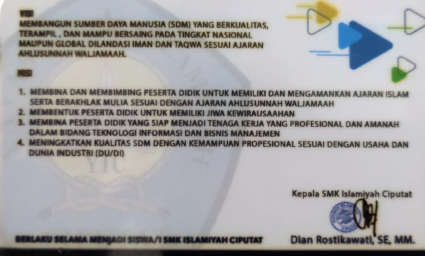 VISI
MEMBANGUN SUMBER DAYA MANUSIA (SDM) YANG BERKUALITAS,
TERAMPIL , DAN MAMPU BERSAING PADA TINGKAT NASIONAL
MAUPUN GLOBAL DILANDASI IMAN DAN TAQWA SESUAI AJARAN
AHLUSUNNAH WALJAMAAH.
MISI
1. MEMBINA DAN MEMBIMBING PESERTA DIDIK UNTUK MEMILIKI DAN MENGAMANKAN AJARAN ISLAM
SERTA BERAKHLAK MULIA SESUAI DENGAN AJARAN AHLUSUNNAH WALJAMAAH
2. MEMBENTUK PESERTA DIDIK UNTUK MEMILIKI JIWA KEWIRAUSAHAAN
3. MEMBINA PESERTA DIDIK YANG SIAP MENJADI TENAGA KERJA YANG PROFESIONAL DAN AMANAH
DALAM BIDANG TEKNOLOGI INFORMASI DAN BISNIS MANAJEMEN
4. MENINGKATKAN KUALITAS SDM DENGAN KEMAMPUAN PROPESIONAL SESUAI DENGAN USAHA DAN
DUNIA INDUSTRI (DU/DI)
Kepala SMK Islamiyah Ciputat
Dian Rostikawati, SE, MM.
BERLAKU SELAMA MENJADI SISWA/I SMK ISLAMIYAH CIPUTAT